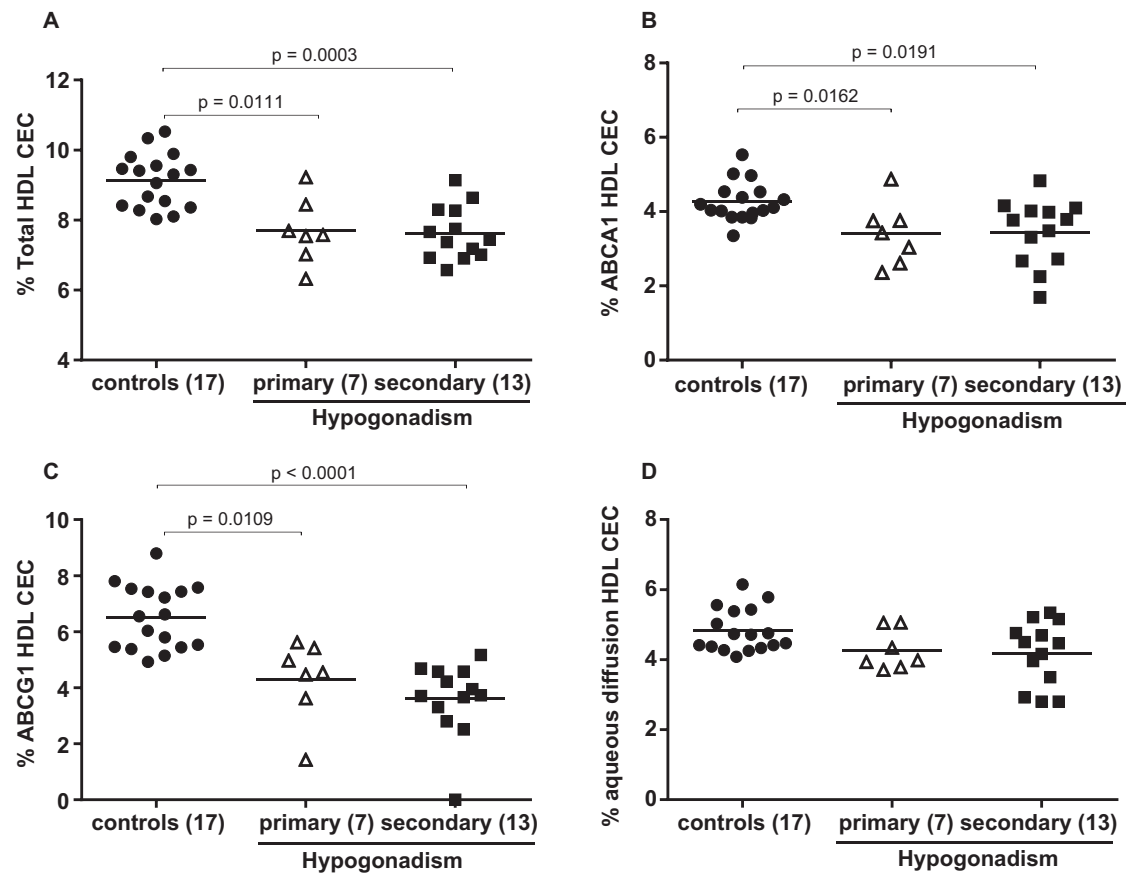 A
p = 0.0003
p = 0.0111
% Total HDL CEC
12
10
8
6
4
controls (17)
primary (7)
secondary (13)
Hypogonadism
B
p = 0.0191
p = 0.0162
% ABCA1 HDL CEC
8
6
4
2
0
controls (17)
primary (7)
secondary (13)
Hypogonadism
C
p < 0.0001
p = 0.0109
% ABCG1 HDL CEC
10
8
6
4
2
0
controls (17)
primary (7)
secondary (13)
Hypogonadism
D
% aqueous diffusion HDL CEC
8
6
4
2
0
controls (17)
primary (7)
secondary (13)
Hypogonadism